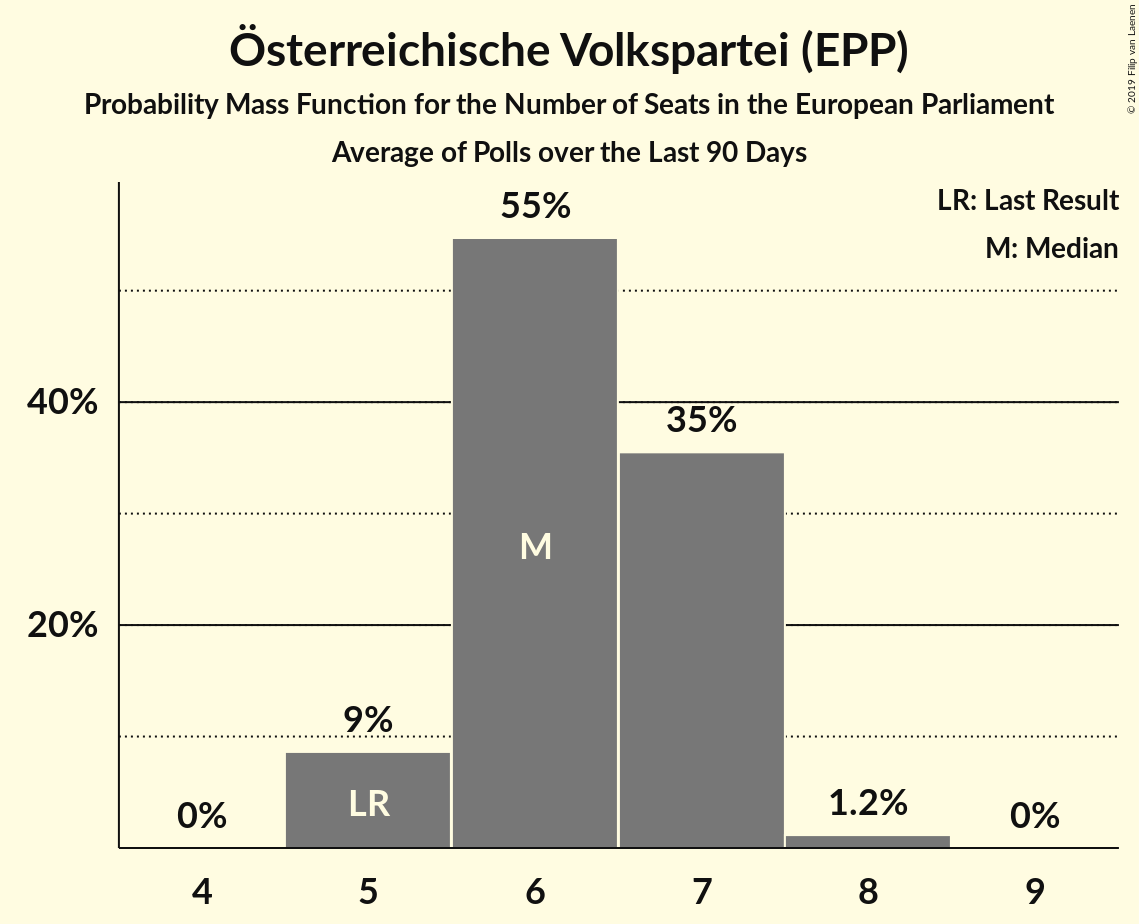 Österreichische Volkspartei (EPP)
Probability Mass Function for the Number of Seats in the European Parliament
Average of Polls over the Last 90 Days
© 2019 Filip van Laenen
LR: Last Result
M: Median
55%
40%
35%
M
20%
9%
LR
0%
1.2%
0%
4 5 6 7 8 9